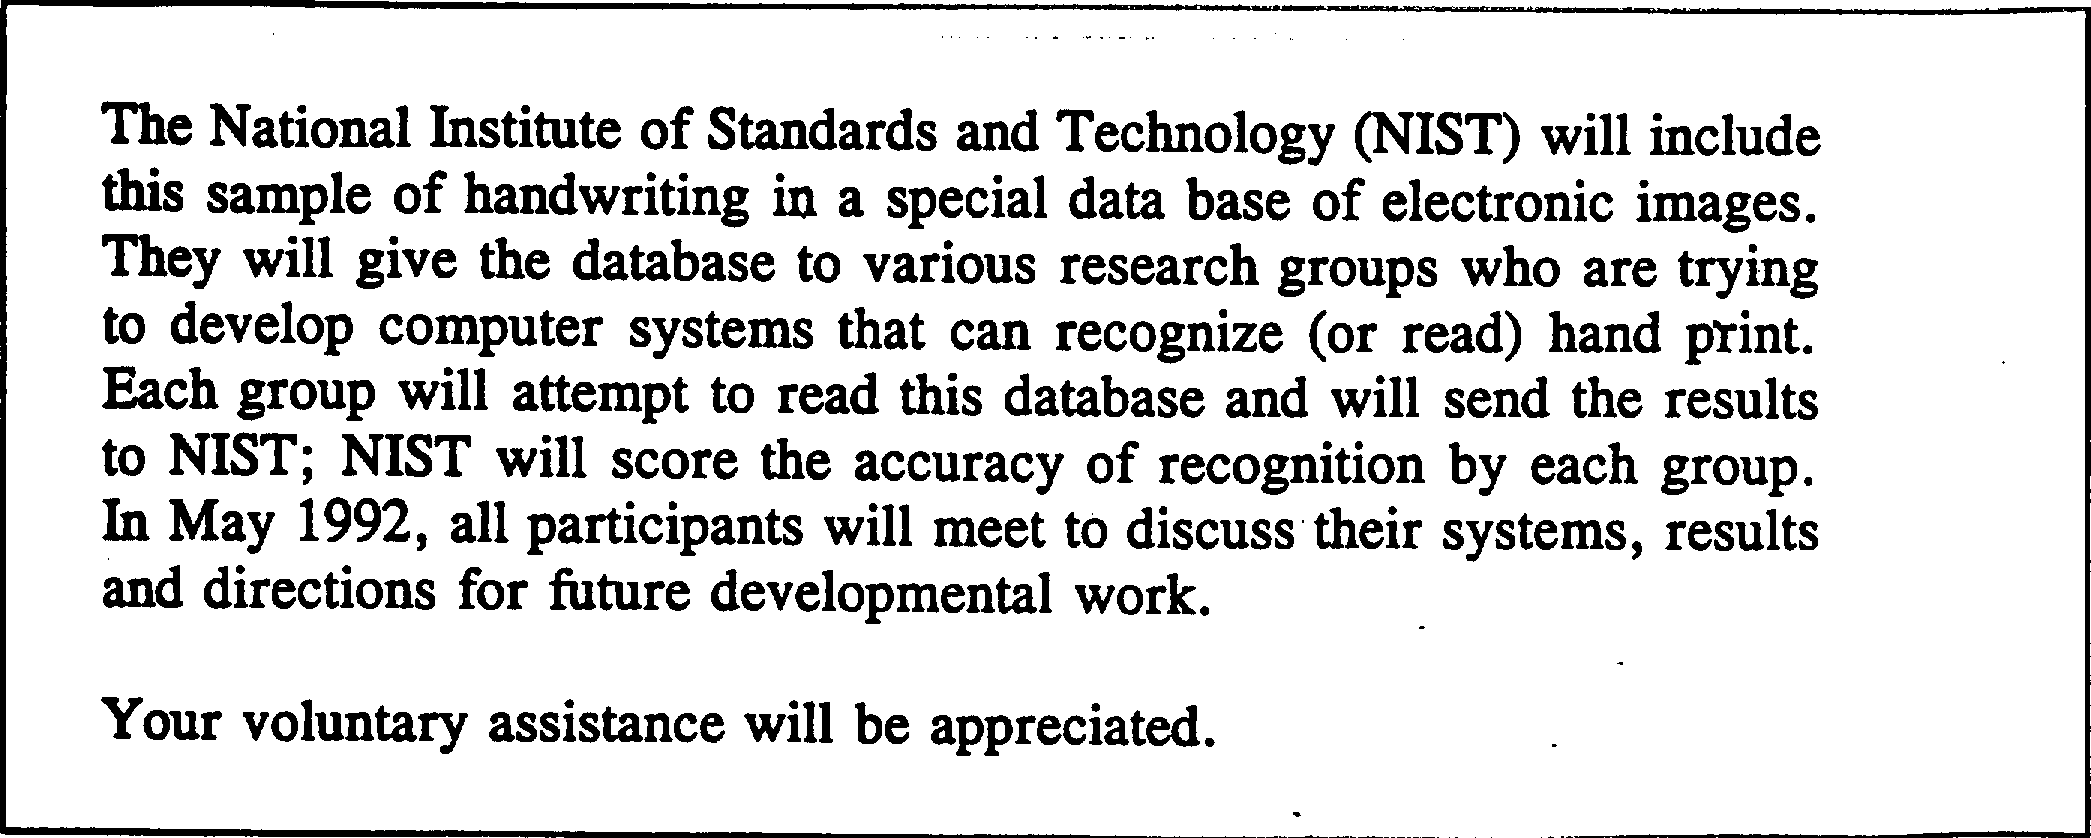 The National Institute of Standards and Technology (NIST) will include
this sample of handwriting in a special data base of electronic images.
They will give the database to various research groups who are trying
to develop computer systems that can recognize (or read) hand print.
Each group will attempt to read this database and will send the results
to NIST; NIST will score the accuracy of recognition by each group.
In May 1992, all participants will meet to discuss their systems, results
and directions for future developmental work.
Your voluntary assistance will be appreciated.